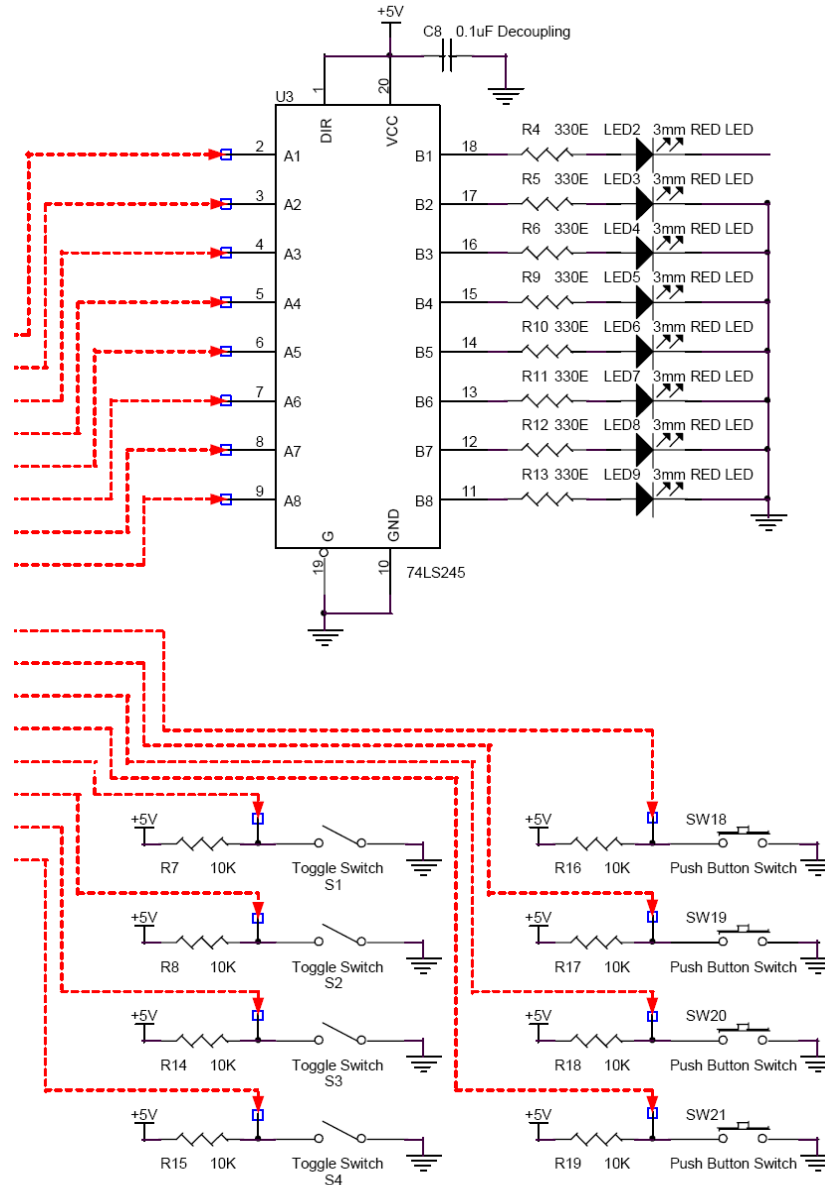 +5V
C8 0.1uF Decoupling
U3
1 20
DIR VCC
2 A1 B1 18 R4 330E LED2 3mm RED LED
3 A2 B2 17 R5 330E LED3 3mm RED LED
4 A3 B3 16 R6 330E LED4 3mm RED LED
5 A4 B4 15 R9 330E LED5 3mm RED LED
6 A5 B5 14 R10 330E LED6 3mm RED LED
7 A6 B6 13 R11 330E LED7 3mm RED LED
8 A7 B7 12 R12 330E LED8 3mm RED LED
9 A8 B8 11 R13 330E LED9 3mm RED LED
G GND
19 10 74LS245
+5V +5V SW18
R7 10K Toggle Switch R16 10K Push Button Switch
S1
+5V +5V SW19
R8 10K Toggle Switch R17 10K Push Button Switch
S2
+5V +5V SW20
R14 10K Toggle Switch R18 10K Push Button Switch
S3
+5V +5V SW21
R15 10K Toggle Switch R19 10K Push Button Switch
S4